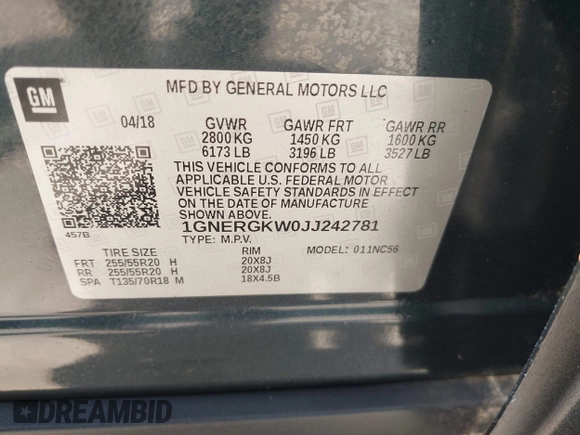 GM
MFD BY GENERAL MOTORS LLC
04/18 GVWR GAWR FRT GAWR RR
2800 KG 1450 KG 1600 KG
6173 LB 3196 LB 3527 LB
THIS VEHICLE CONFORMS TO ALL
APPLICABLE U.S. FEDERAL MOTOR
VEHICLE SAFETY STANDARDS IN EFFECT
ON THE DATE OF MANUFACTURE
SHOWN ABOVE.
457B
1GNERGKW0JJ242781
TYPE: M.P.V. MODEL: 011NC56
TIRE SIZE RIM
FRT 255/55R20 H 20X8J
RR 255/55R20 H 20X8J
SPA T135/70R18 M 18X4.5B
DREAMBID